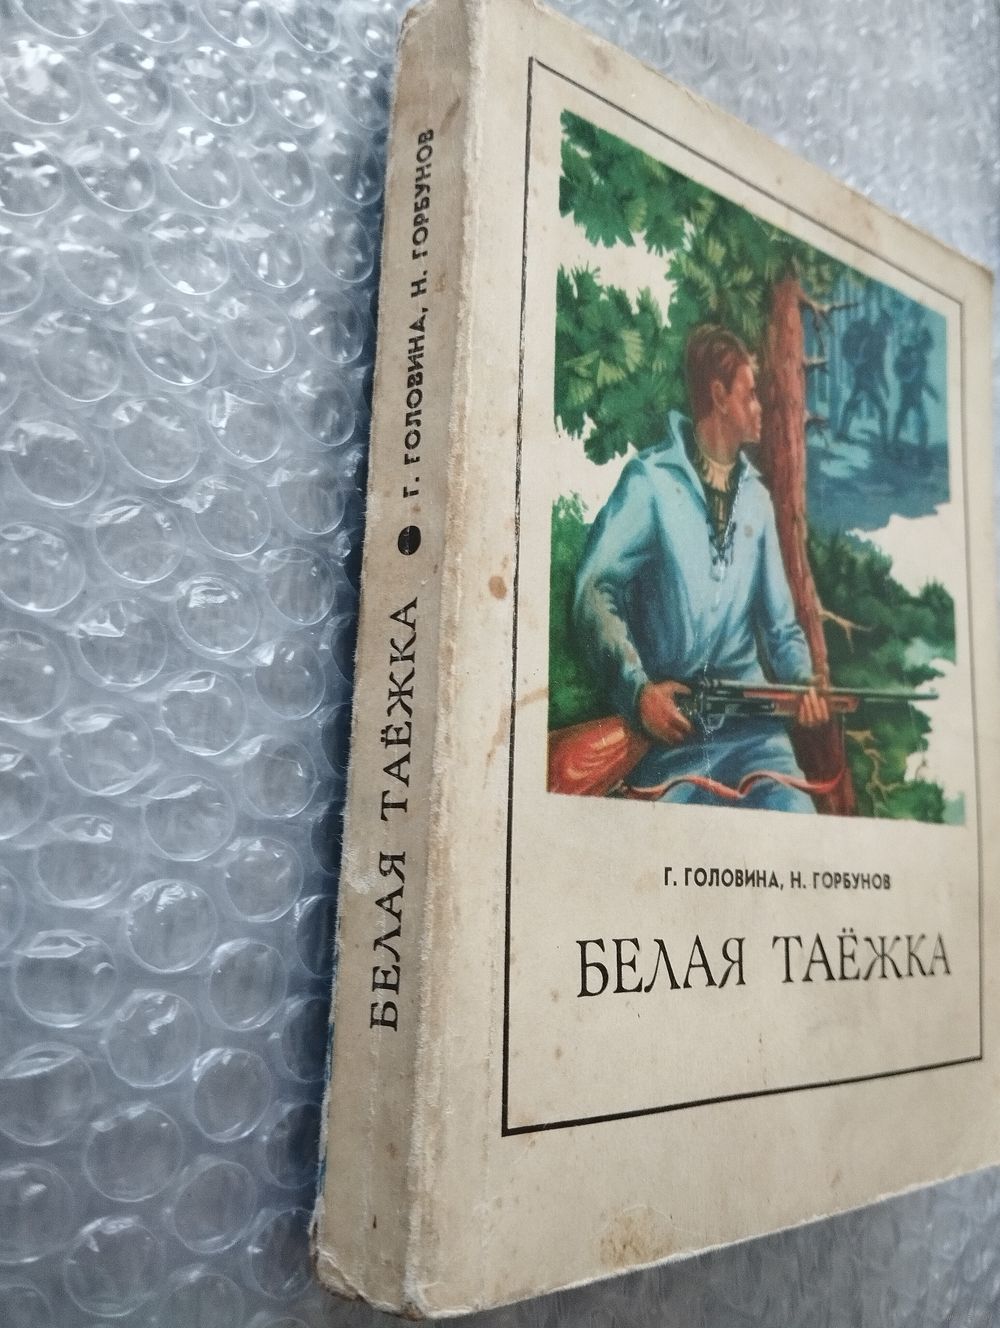 Г. ГОЛОВИНА, Н. ГОРБУНОВ
БЕЛАЯ ТАЁЖКА
БЕЛАЯ ТАЁЖКА ● Г. ГОЛОВИНА, Н. ГОРБУНОВ